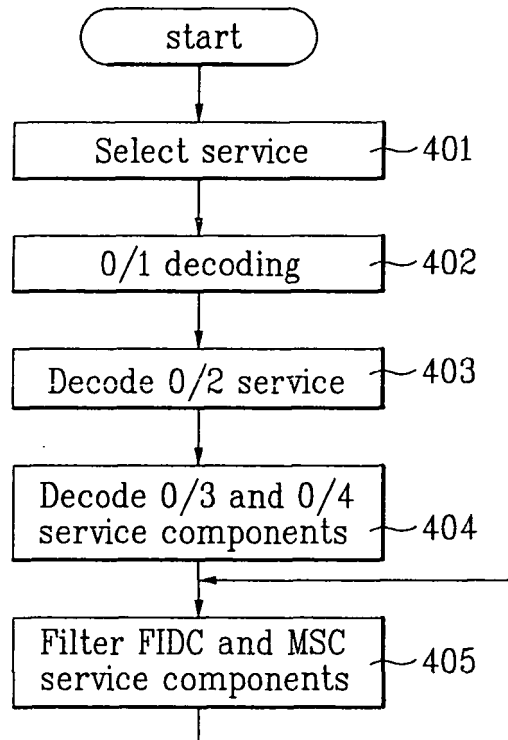 start
Select service
401
0/1 decoding
402
Decode 0/2 service
403
Decode 0/3 and 0/4
service components
404
Filter FIDC and MSC
service components
405